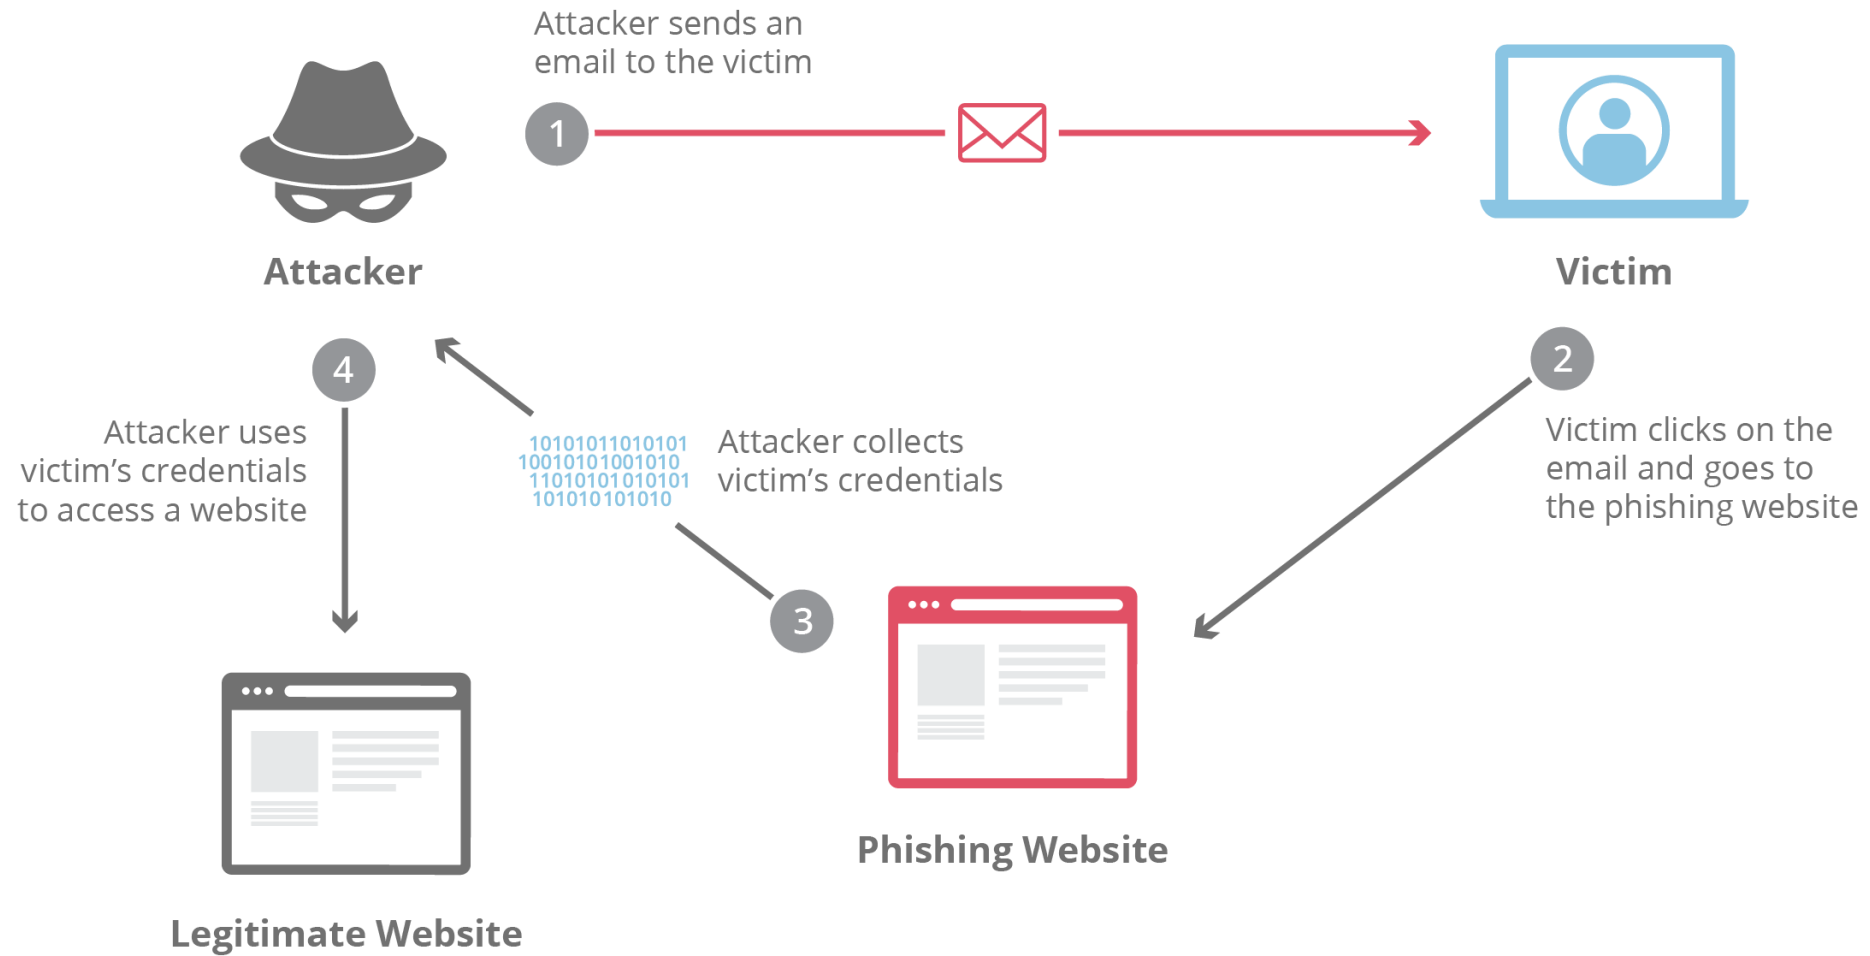 Attacker sends an
email to the victim
1
Attacker
Victim
2
Victim clicks on the
email and goes to
the phishing website
4
Attacker uses
victim’s credentials
to access a website
10101011010101
10010101001010
11010101010101
101010101010
Attacker collects
victim’s credentials
3
Phishing Website
Legitimate Website